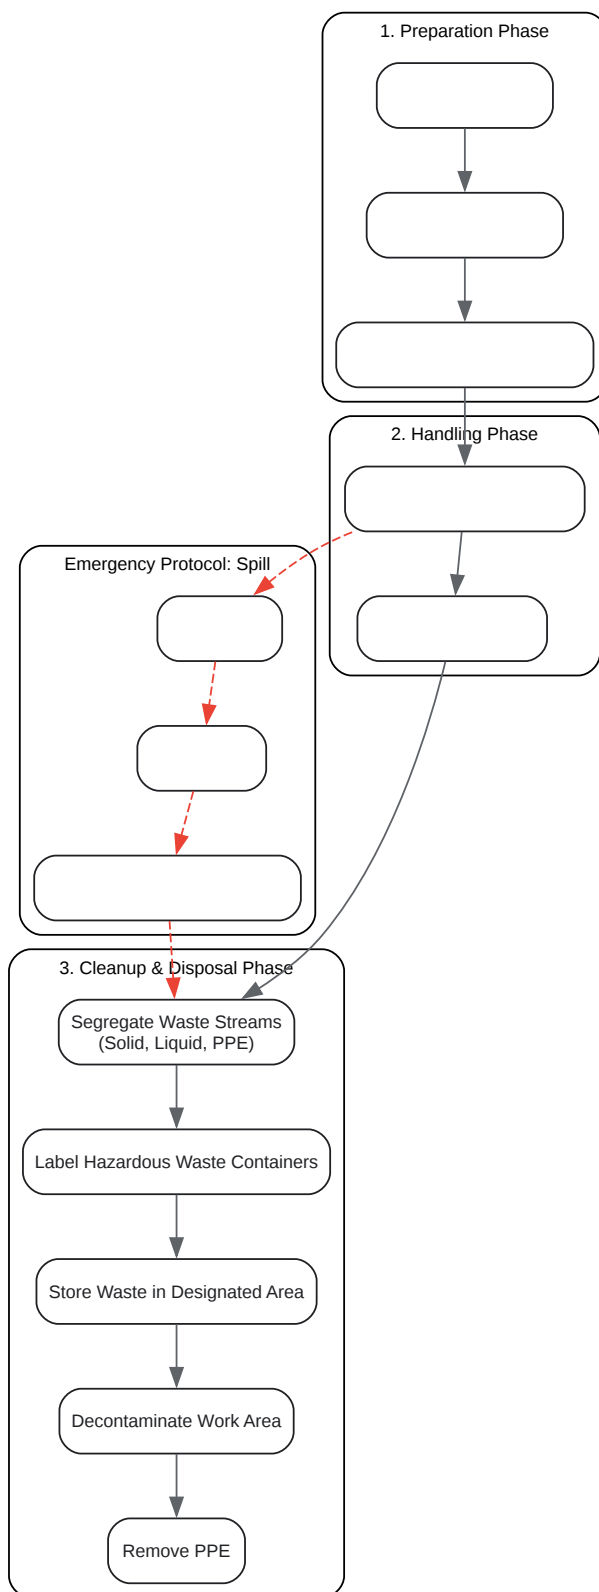 1. Preparation Phase
2. Handling Phase
Emergency Protocol: Spill
3. Cleanup & Disposal Phase
Segregate Waste Streams
(Solid, Liquid, PPE)
Label Hazardous Waste Containers
Store Waste in Designated Area
Decontaminate Work Area
Remove PPE